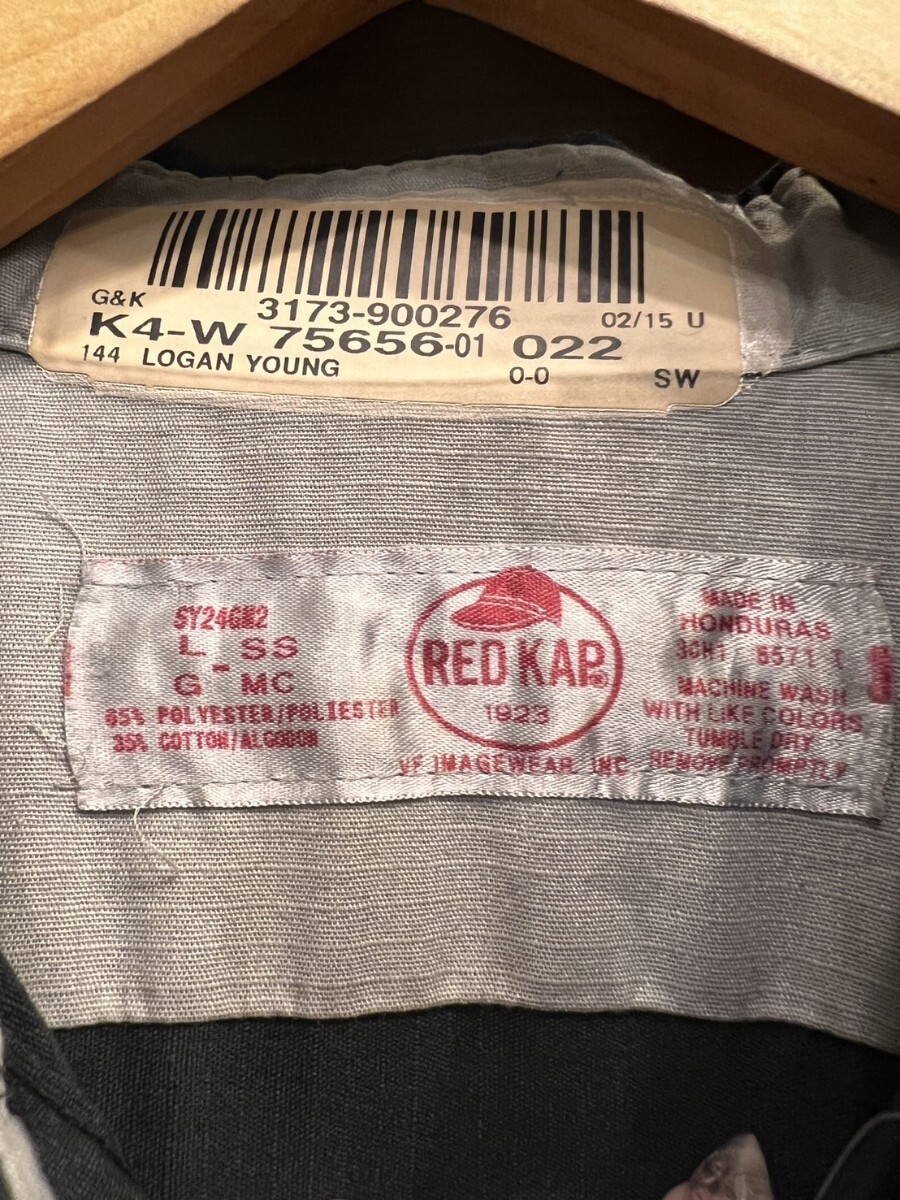 G&K
3173-900276
02/15 U
K4-W 75656-01 022
144 LOGAN YOUNG
0-0
SW
L - SS
G - MC
65% POLYESTER/POLIESTER
35% COTTON/ALGODON
RED KAP®
1923
VF IMAGEWEAR, INC
MADE IN
HONDURAS
MACHINE WASH
WITH LIKE COLORS
TUMBLE DRY
REMOVE PROMPTLY